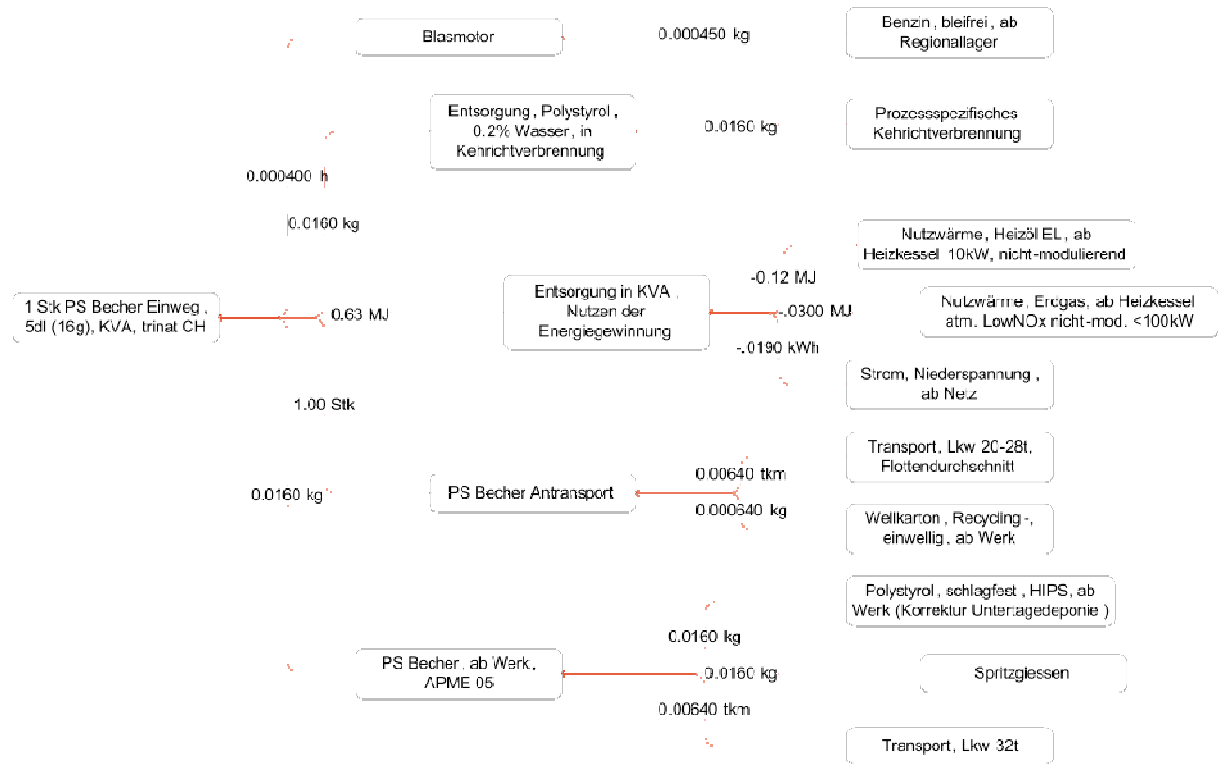 Blasmotor
0.000450 kg
Benzin, bleifrei, ab
Regionallager
Entsorgung, Polystyrol,
0.2% Wasser, in
Kehrichtverbrennung
0.0160 kg
Prozessspezifisches
Kehrichtverbrennung
0.000400 h
0.0160 kg
Nutzwärme, Heizöl EL, ab
Heizkessel 10kW, nicht-modulierend
-0.12 MJ
1 Stk PS Becher Einweg,
5dl (16g), KVA, trinat CH
0.63 MJ
Entsorgung in KVA,
Nutzen der
Energiegewinnung
-.0300 MJ
Nutzwärme, Erdgas, ab Heizkessel
atm. LowNOx nicht-mod. <100kW
-.0190 kWh
Strom, Niederspannung,
ab Netz
1.00 Stk
Transport, Lkw 20-28t,
Flottendurchschnitt
0.00640 tkm
0.0160 kg
PS Becher Antransport
0.000640 kg
Wellkarton, Recycling-,
einwellig, ab Werk
Polystyrol, schlagfest, HIPS, ab
Werk (Korrektur Untertagedeponie)
0.0160 kg
PS Becher, ab Werk,
APME 05
0.0160 kg
Spritzgiessen
0.00640 tkm
Transport, Lkw 32t